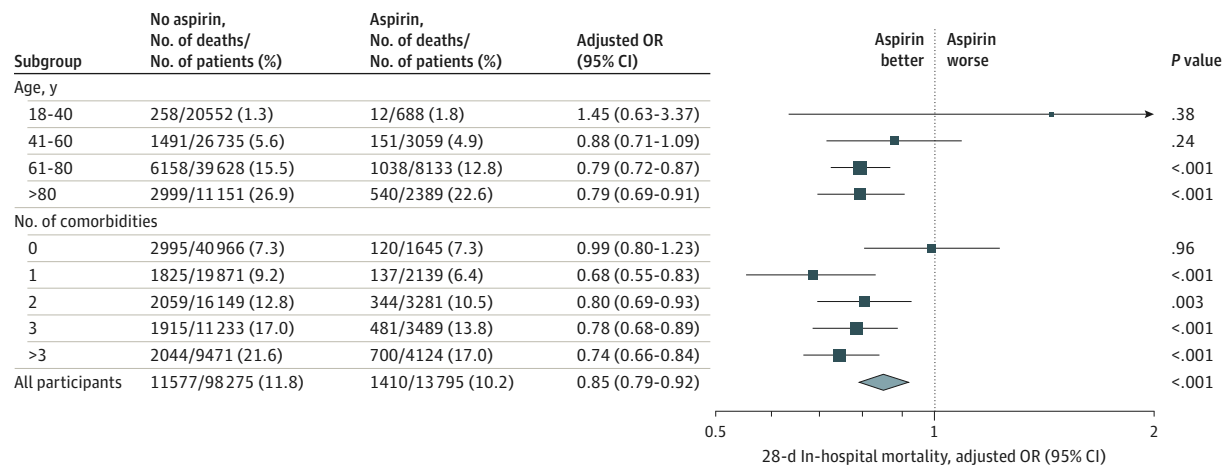 Subgroup No aspirin, No. of deaths/ No. of patients (%) Aspirin, No. of deaths/ No. of patients (%) Adjusted OR (95% CI) Aspirin better Aspirin worse P value
Age, y
18-40 258/20552 (1.3) 12/688 (1.8) 1.45 (0.63-3.37) .38
41-60 1491/26735 (5.6) 151/3059 (4.9) 0.88 (0.71-1.09) .24
61-80 6158/39628 (15.5) 1038/8133 (12.8) 0.79 (0.72-0.87) <.001
>80 2999/11151 (26.9) 540/2389 (22.6) 0.79 (0.69-0.91) <.001
No. of comorbidities
0 2995/40966 (7.3) 120/1645 (7.3) 0.99 (0.80-1.23) .96
1 1825/19871 (9.2) 137/2139 (6.4) 0.68 (0.55-0.83) <.001
2 2059/16149 (12.8) 344/3281 (10.5) 0.80 (0.69-0.93) .003
3 1915/11233 (17.0) 481/3489 (13.8) 0.78 (0.68-0.89) <.001
>3 2044/9471 (21.6) 700/4124 (17.0) 0.74 (0.66-0.84) <.001
All participants 11577/98275 (11.8) 1410/13795 (10.2) 0.85 (0.79-0.92) <.001
0.5 1 2
28-d In-hospital mortality, adjusted OR (95% CI)